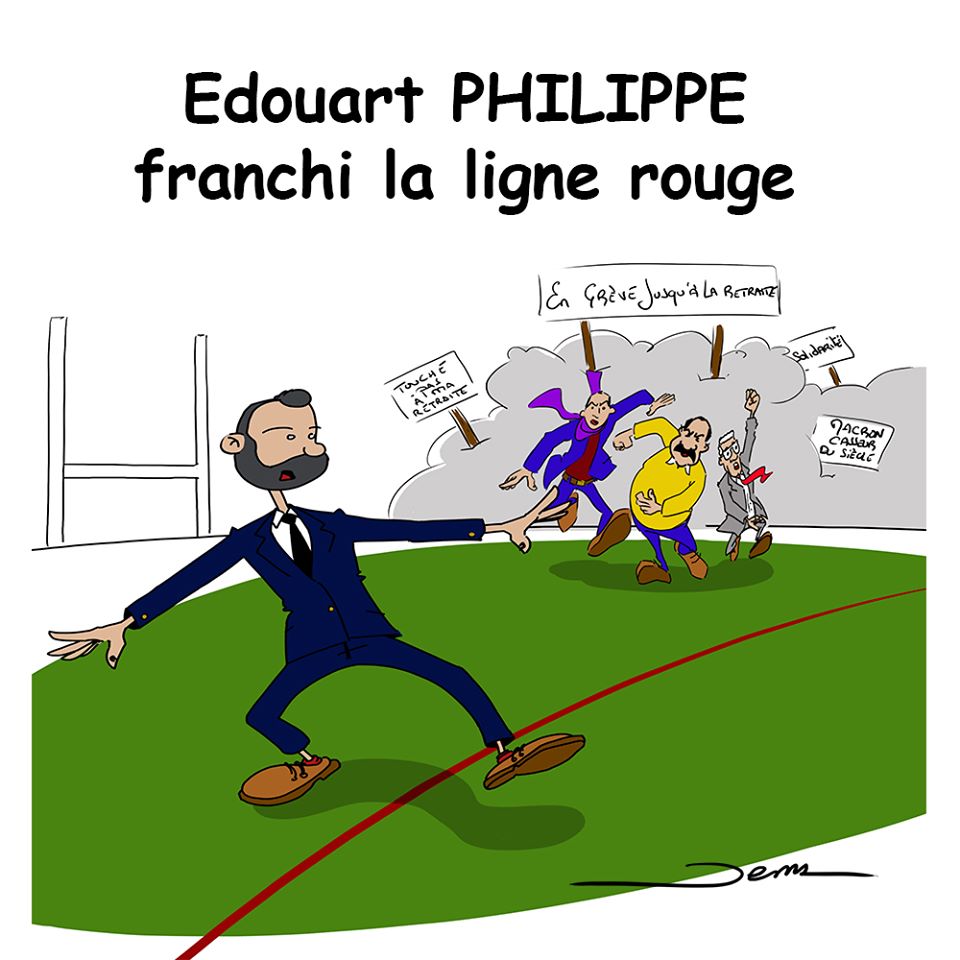 Edouart PHILIPPE
franchi la ligne rouge
En GRÈVE JUSQU'À LA RETRAITE
TOUCHE
PAS
A MA
RETRAITE
Solidarité
MACRON
CASSEUR
DU SIÈCLE